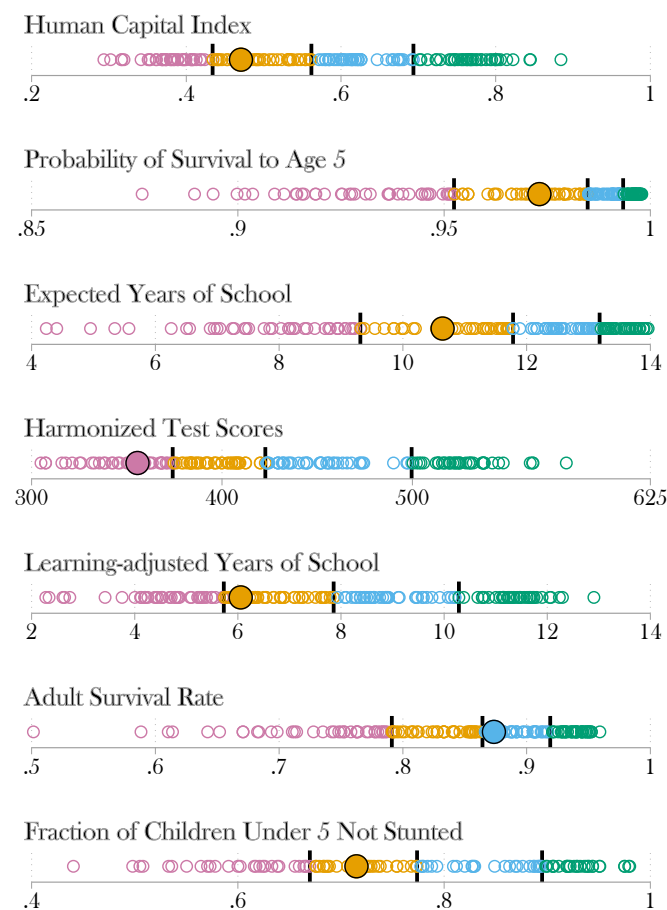 Human Capital Index
.2 .4 .6 .8 1
Probability of Survival to Age 5
.85 .9 .95 1
Expected Years of School
4 6 8 10 12 14
Harmonized Test Scores
300 400 500 625
Learning-adjusted Years of School
2 4 6 8 10 12 14
Adult Survival Rate
.5 .6 .7 .8 .9 1
Fraction of Children Under 5 Not Stunted
.4 .6 .8 1